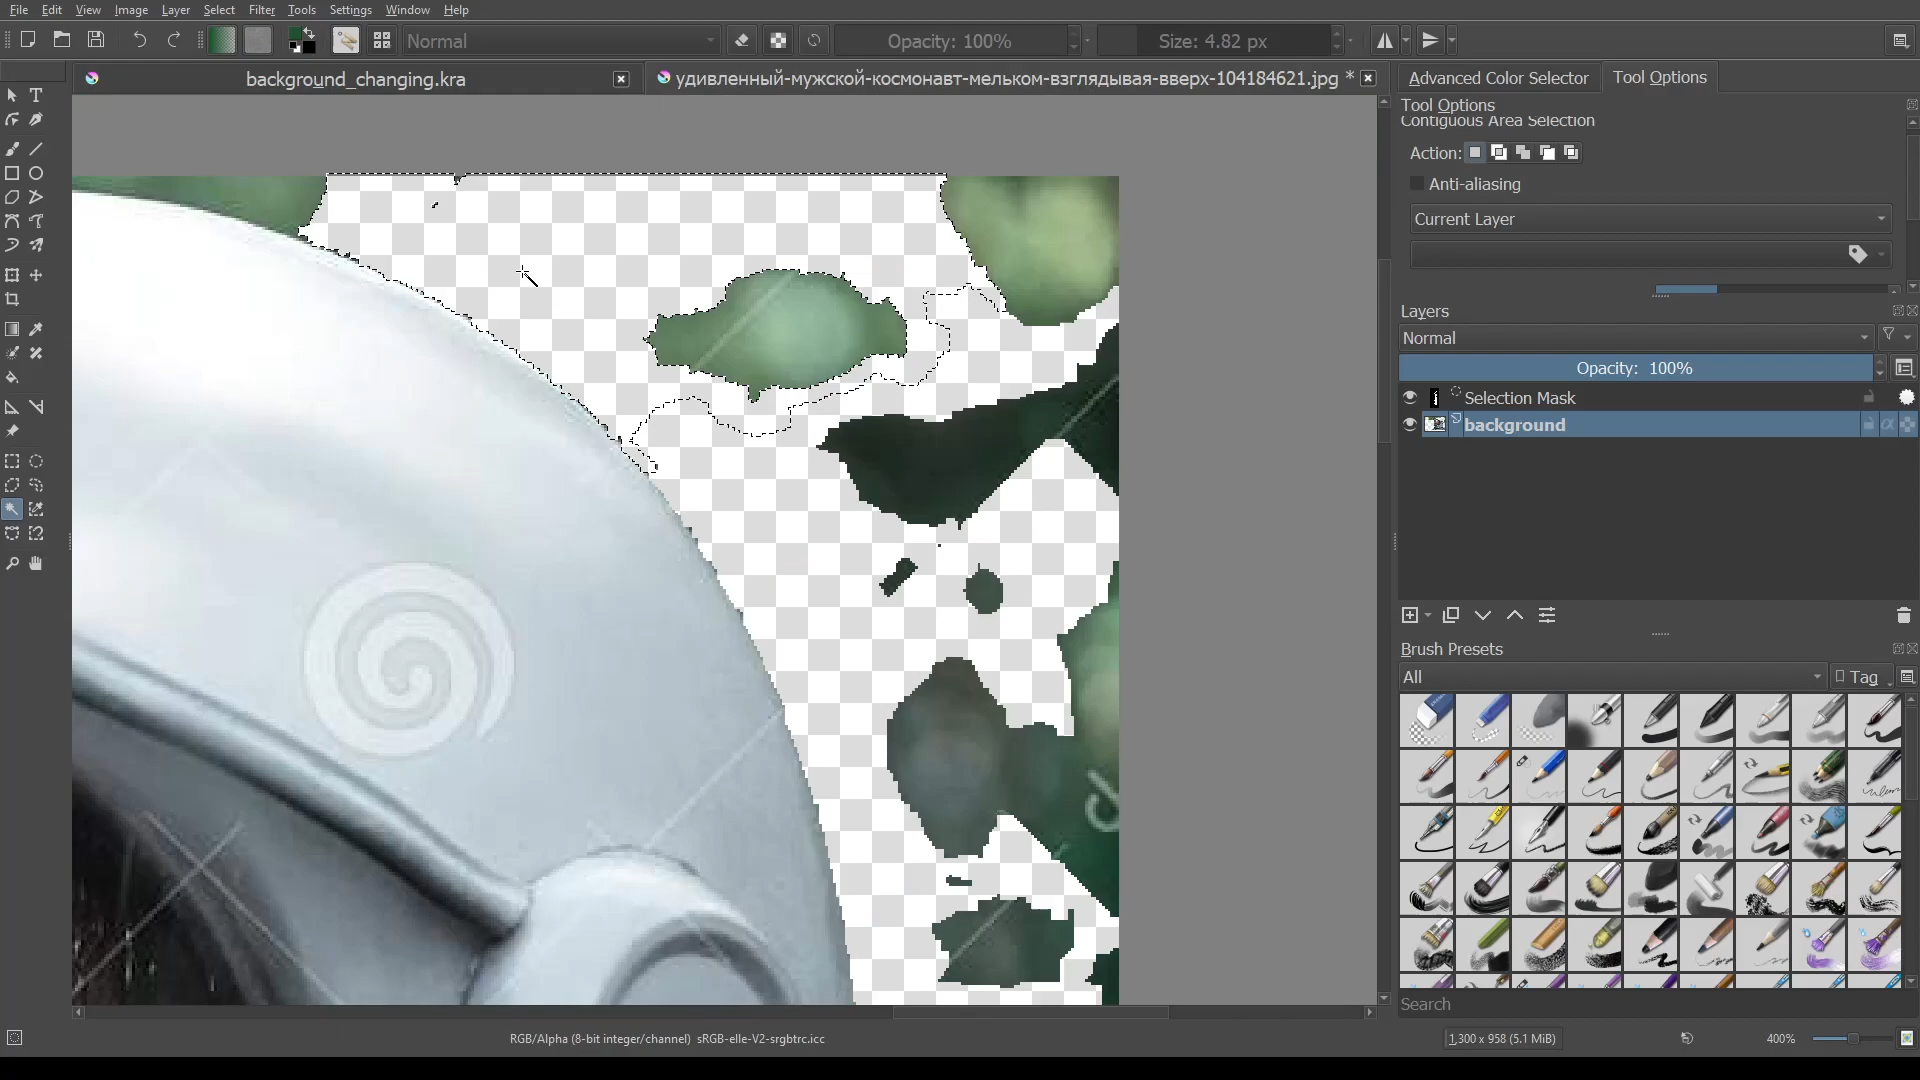 File Edit View Image Layer Select Filter Tools Settings Window Help
Normal Opacity: 100% Size: 4.82 px
background_changing.kra удивленный-мужской-космонавт-мельком-взглядывая-вверх-104184621.jpg *
Advanced Color Selector Tool Options
Tool Options
Contiguous Area Selection
Action:
Anti-aliasing
Current Layer
Layers
Normal
Opacity: 100%
Selection Mask
background
Brush Presets
All Tag
Search
RGB/Alpha (8-bit integer/channel) sRGB-elle-V2-srgbtrc.icc
1,300 x 958 (5.1 MiB)
400%